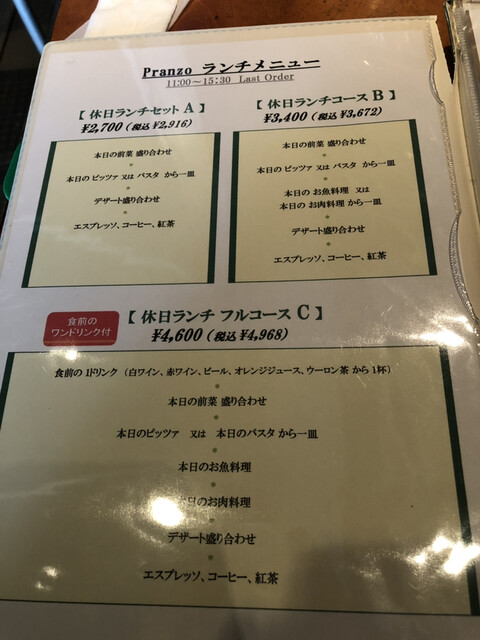 Pranzo ランチメニュー
11:00～15:30 Last Order
【 休日ランチセット A 】
¥2,700 (税込 ¥2,916)
本日の前菜 盛り合わせ
本日の ピッツァ 又は パスタ から一皿
デザート盛り合わせ
エスプレッソ、コーヒー、紅茶
【 休日ランチコース B 】
¥3,400 (税込 ¥3,672)
本日の前菜 盛り合わせ
本日の ピッツァ 又は パスタ から一皿
本日の お魚料理 又は
本日の お肉料理 から一皿
デザート盛り合わせ
エスプレッソ、コーヒー、紅茶
食前の
ワンドリンク付
【 休日ランチ フルコース C 】
¥4,600 (税込 ¥4,968)
食前の 1ドリンク （白ワイン、赤ワイン、ビール、オレンジジュース、ウーロン茶 から 1杯）
本日の前菜 盛り合わせ
本日のピッツァ 又は 本日のパスタ から一皿
本日のお魚料理
本日のお肉料理
デザート盛り合わせ
エスプレッソ、コーヒー、紅茶